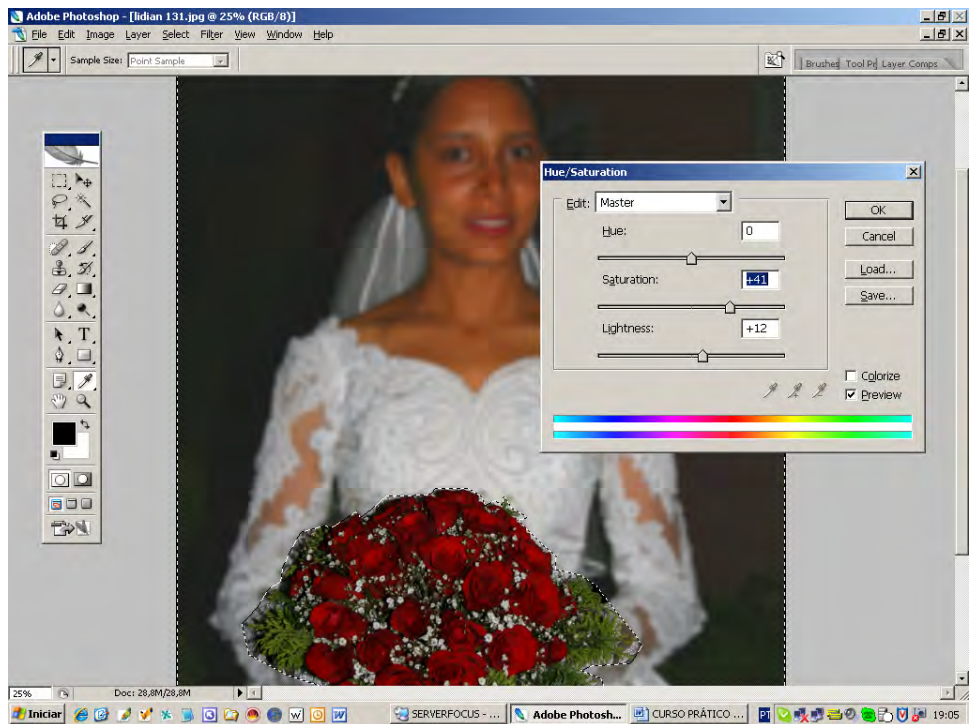 Adobe Photoshop - [lidian 131.jpg @ 25% (RGB/8)]
File Edit Image Layer Select Filter View Window Help
Sample Size: Point Sample
Brushes Tool Pr Layer Comps
Hue/Saturation
Edit: Master
OK
Hue: 0
Cancel
Saturation: +41
Load...
Save...
Lightness: +12
Colorize
Preview
25% Doc: 28,8M/28,8M
Iniciar SERVERFOCUS - ... Adobe Photosh... CURSO PRÁTICO ... PT 19:05